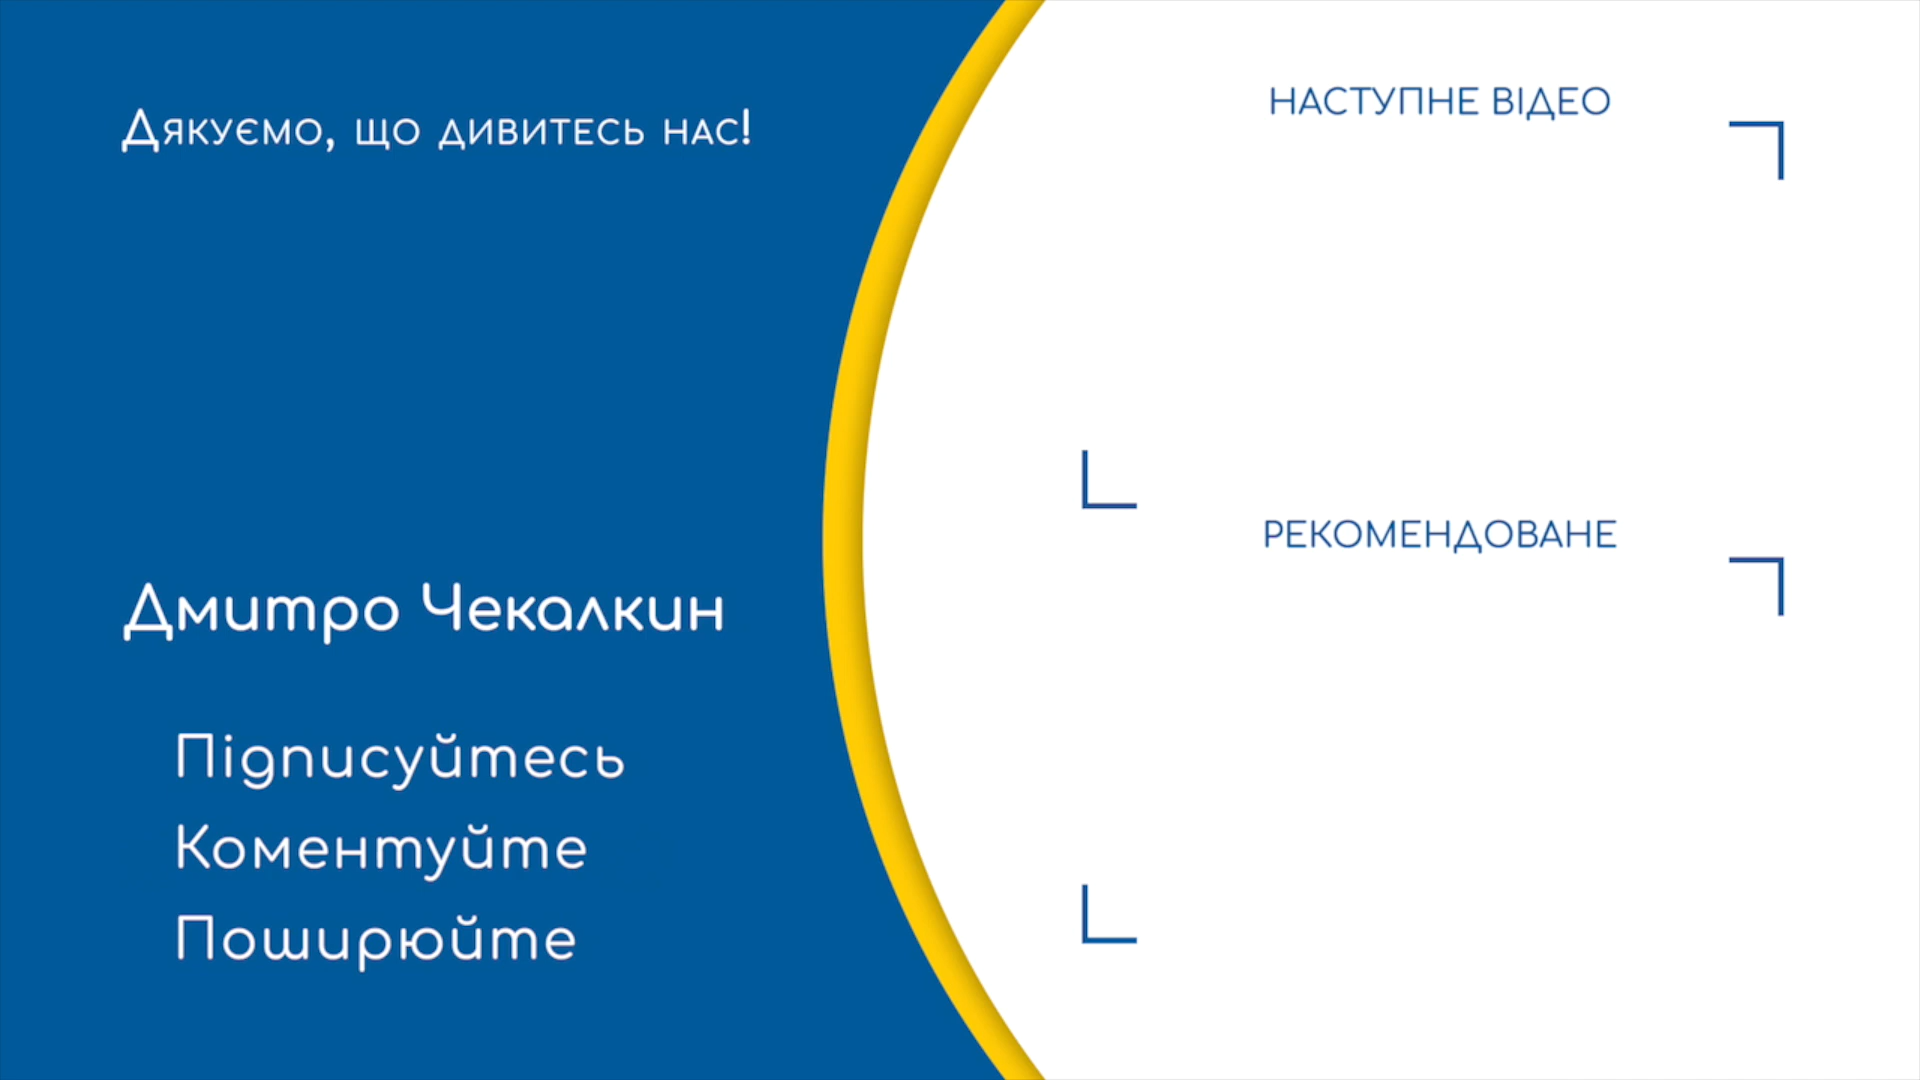 Дякуємо, що дивитесь нас!
Дмитро Чекалкин
Підписуйтесь
Коментуйте
Поширюйте
НАСТУПНЕ ВІДЕО
РЕКОМЕНДОВАНЕ